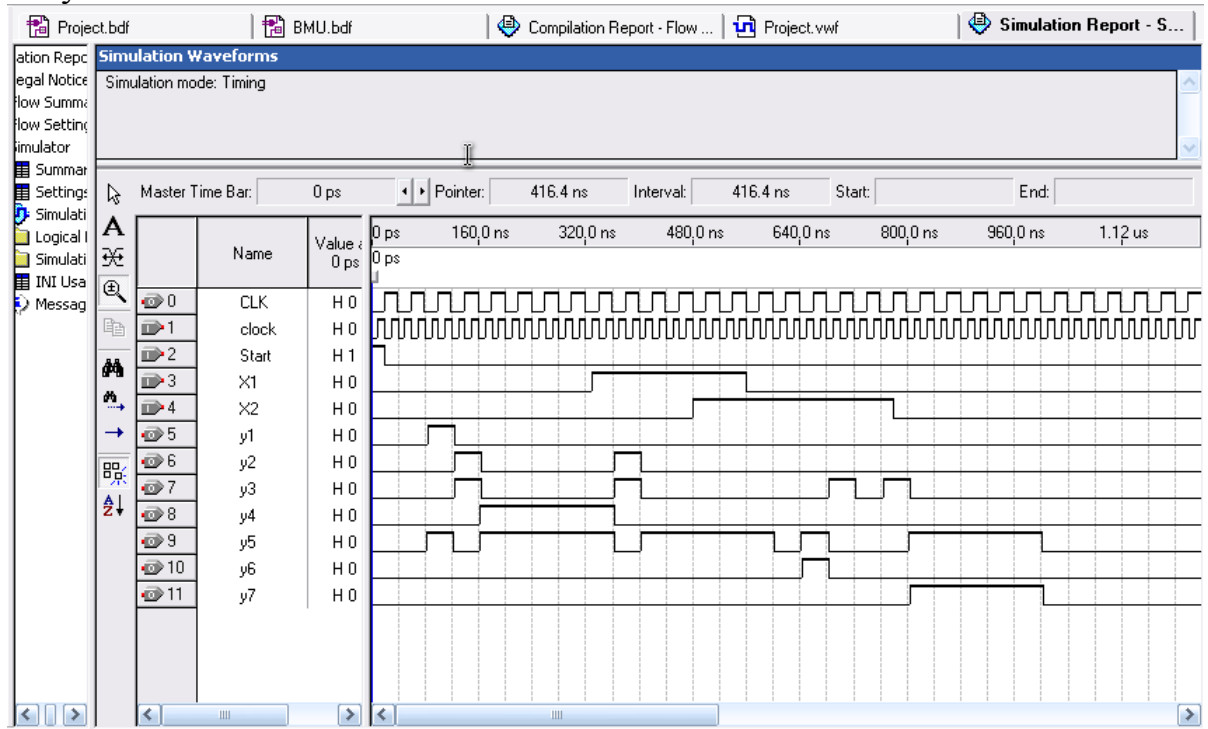 Project.bdf BMU.bdf Compilation Report - Flow ... Project.vwf Simulation Report - S...
ation Repc
egal Notice
low Summa
low Setting
imulator
Summar
Settings
Simulati
Logical
Simulati
INI Usa
Messag
Simulation Waveforms
Simulation mode: Timing
Master Time Bar: 0 ps Pointer: 416.4 ns Interval: 416.4 ns Start: End:
Name Value 0 ps
0 ps 160,0 ns 320,0 ns 480,0 ns 640,0 ns 800,0 ns 960,0 ns 1.12 us
0 ps
0 CLK H 0
1 clock H 0
2 Start H 1
3 X1 H 0
4 X2 H 0
5 y1 H 0
6 y2 H 0
7 y3 H 0
8 y4 H 0
9 y5 H 0
10 y6 H 0
11 y7 H 0
A
A
Z